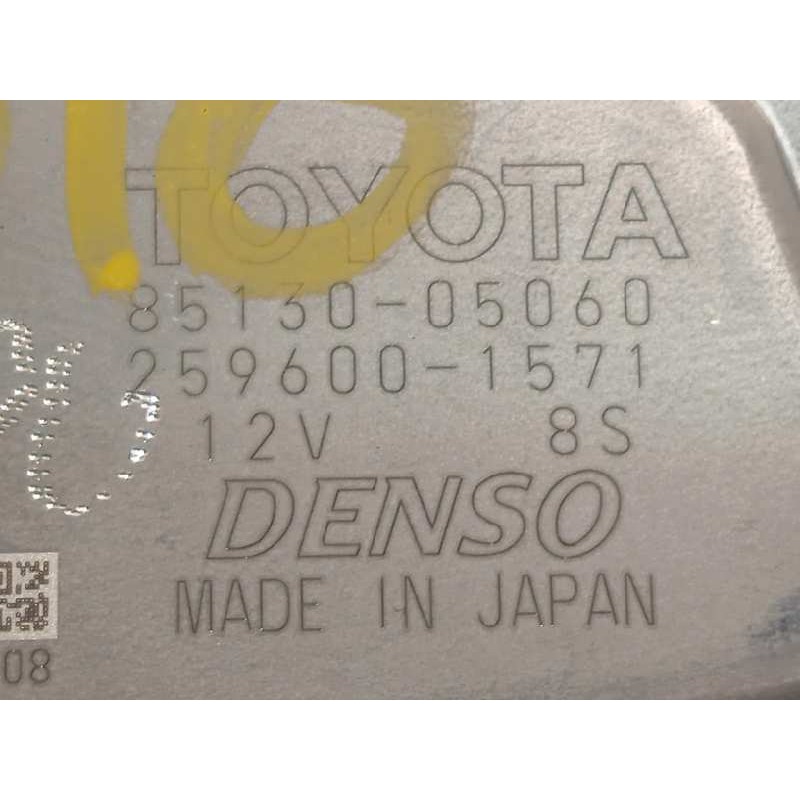 TOYOTA
85130-05060
259600-1571
12V 8S
DENSO
MADE IN JAPAN
08